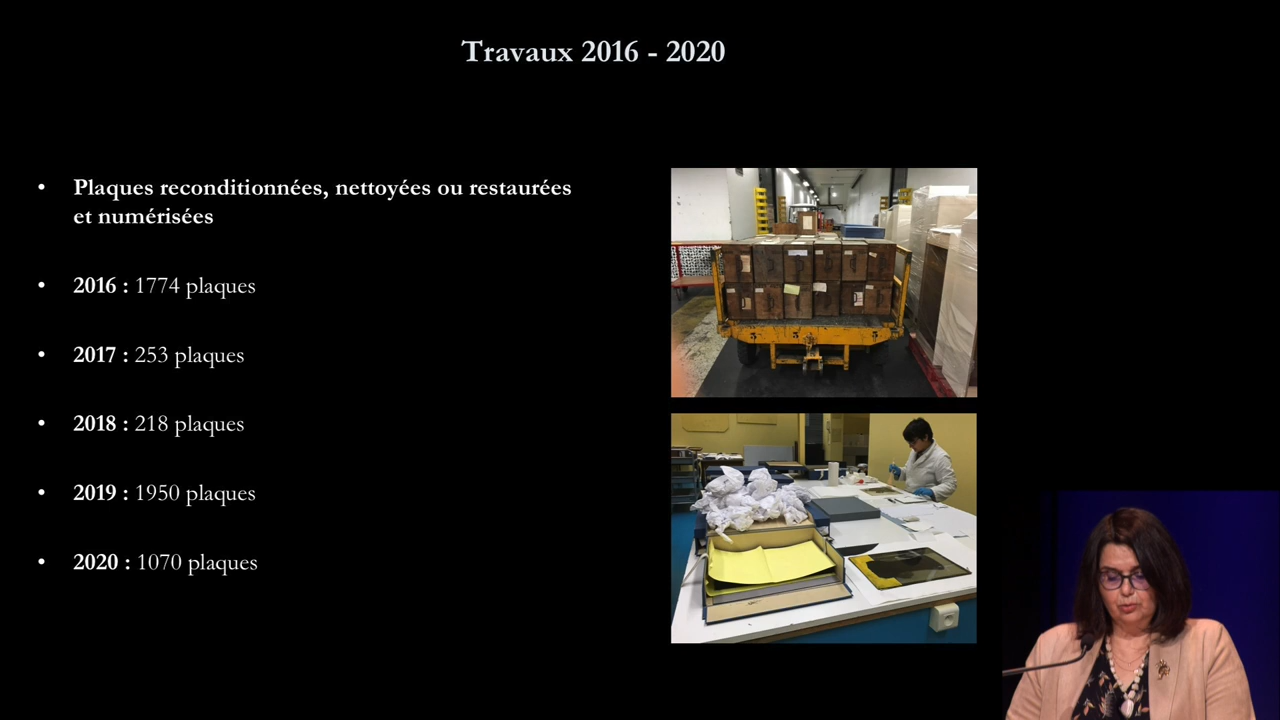 Travaux 2016 - 2020
• Plaques reconditionnées, nettoyées ou restaurées
et numérisées
• 2016 : 1774 plaques
• 2017 : 253 plaques
• 2018 : 218 plaques
• 2019 : 1950 plaques
• 2020 : 1070 plaques